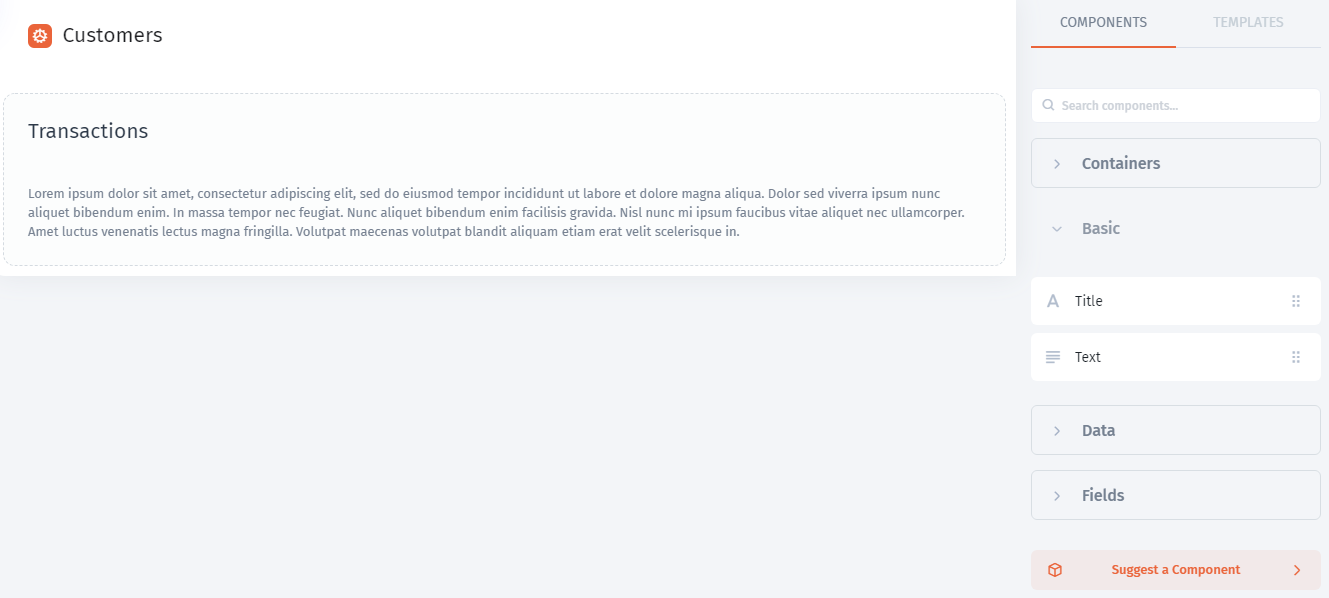 Customers
Transactions
Lorem ipsum dolor sit amet, consectetur adipiscing elit, sed do eiusmod tempor incididunt ut labore et dolore magna aliqua. Dolor sed viverra ipsum nunc
aliquet bibendum enim. In massa tempor nec feugiat. Nunc aliquet bibendum enim facilisis gravida. Nisl nunc mi ipsum faucibus vitae aliquet nec ullamcorper.
Amet luctus venenatis lectus magna fringilla. Volutpat maecenas volutpat blandit aliquam etiam erat velit scelerisque in.
COMPONENTS
TEMPLATES
Search components...
Containers
Basic
Title
Text
Data
Fields
Suggest a Component